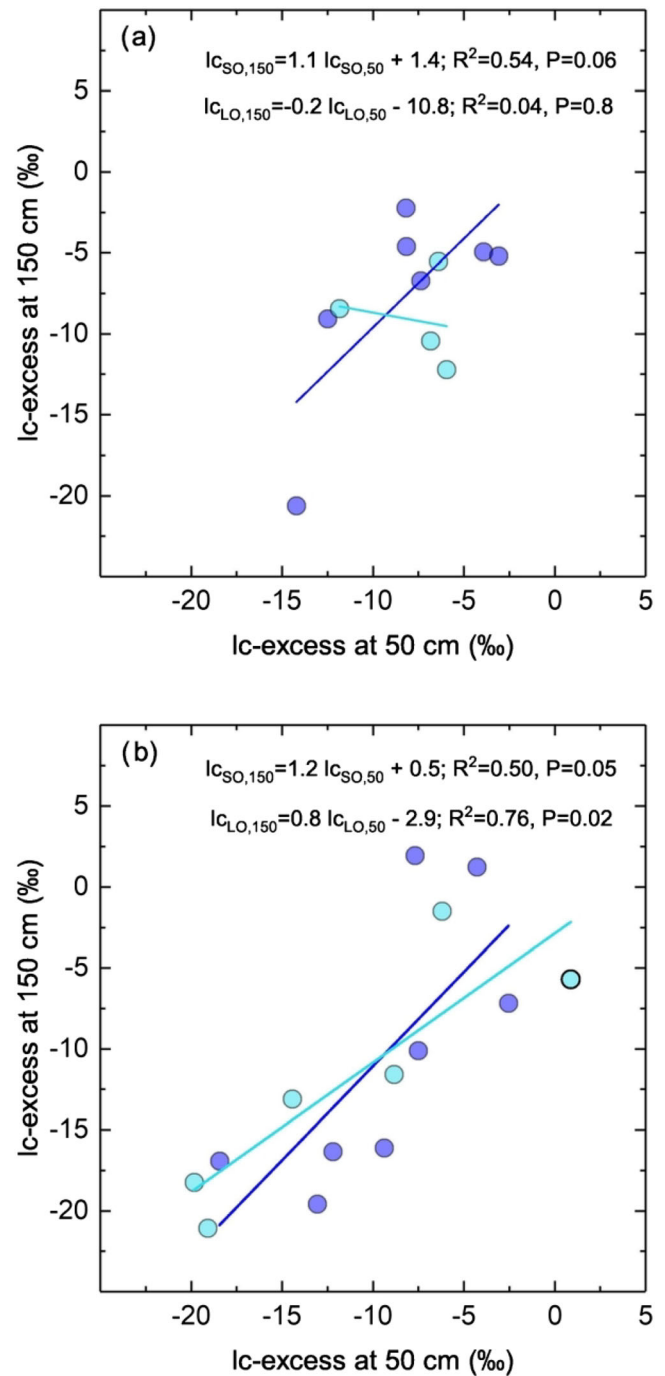 (a)
lc_SO,150=1.1 lc_SO,50 + 1.4; R²=0.54, P=0.06
lc_LO,150=-0.2 lc_LO,50 - 10.8; R²=0.04, P=0.8
5
0
-5
-10
-15
-20
lc-excess at 150 cm (‰)
-20 -15 -10 -5 0 5
lc-excess at 50 cm (‰)
(b)
lc_SO,150=1.2 lc_SO,50 + 0.5; R²=0.50, P=0.05
lc_LO,150=0.8 lc_LO,50 - 2.9; R²=0.76, P=0.02
5
0
-5
-10
-15
-20
lc-excess at 150 cm (‰)
-20 -15 -10 -5 0 5
lc-excess at 50 cm (‰)